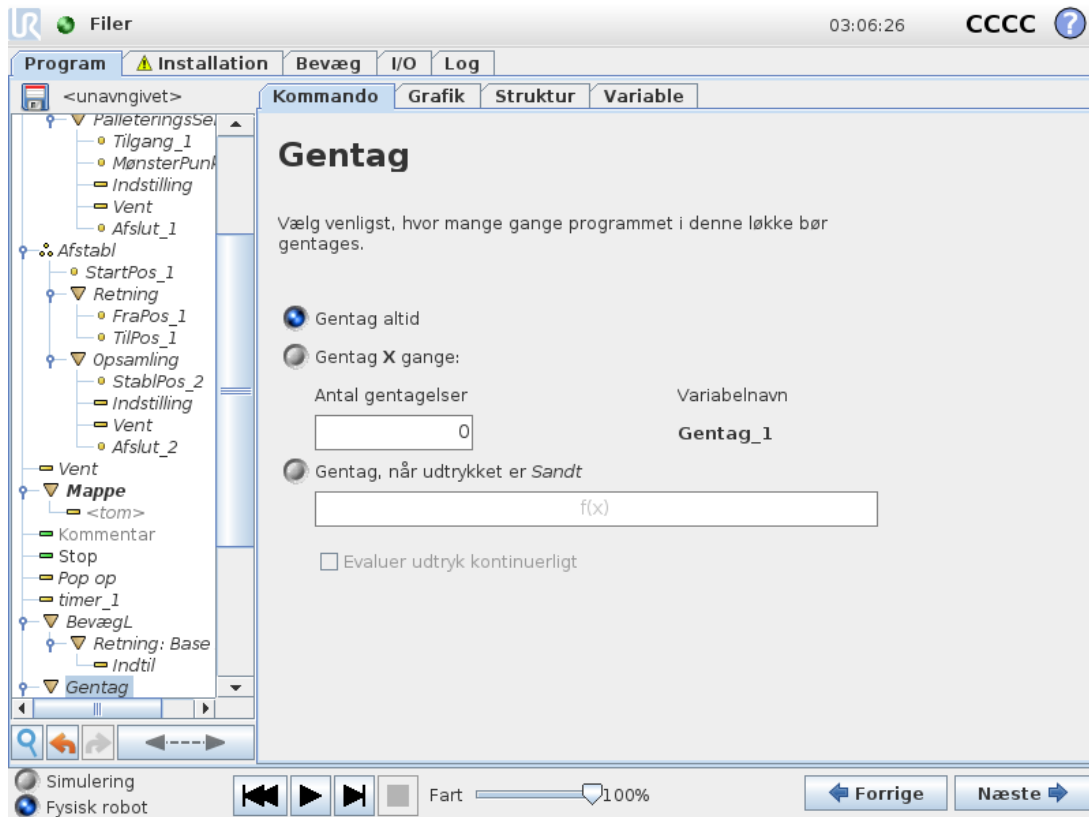 Filer
03:06:26
CCCC
?
Program
Installation
Bevæg
I/O
Log
<unavngivet>
Kommando
Grafik
Struktur
Variable
PalleteringsSe
Tilgang_1
MønsterPunk
Indstilling
Vent
Afslut_1
Afstabl
StartPos_1
Retning
FraPos_1
TilPos_1
Opsamling
StablPos_2
Indstilling
Vent
Afslut_2
Vent
Mappe
<tom>
Kommentar
Stop
Pop op
timer_1
BevægL
Retning: Base
Indtil
Gentag
Gentag
Vælg venligst, hvor mange gange programmet i denne løkke bør
gentages.
Gentag altid
Gentag X gange:
Antal gentagelser
Variabelnavn
0
Gentag_1
Gentag, når udtrykket er Sandt
f(x)
Evaluer udtryk kontinuerligt
Simulering
Fysisk robot
Fart
100%
Forrige
Næste